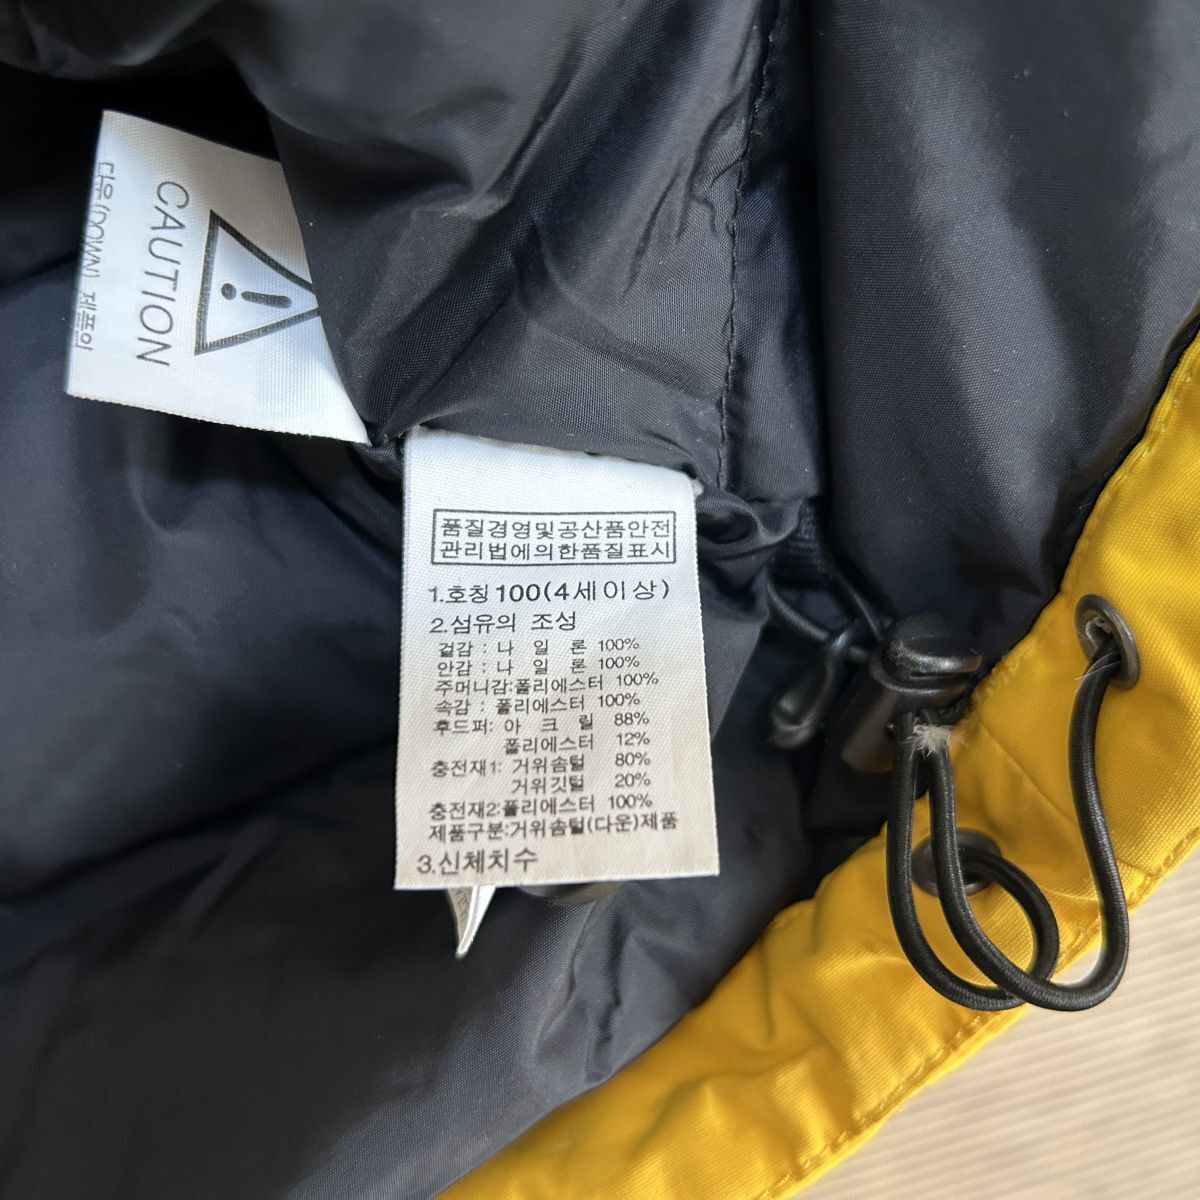 CAUTION
다운(DOWN) 제품의
품질경영및공산품안전
관리법에의한품질표시
1.호칭100(4세이상)
2.섬유의 조성
겉감 : 나 일 론 100%
안감 : 나 일 론 100%
주머니감:폴리에스터 100%
속감 : 폴리에스터 100%
후드퍼: 아 크 릴 88%
폴리에스터 12%
충전재1: 거위솜털 80%
거위깃털 20%
충전재2:폴리에스터 100%
제품구분:거위솜털(다운)제품
3.신체치수